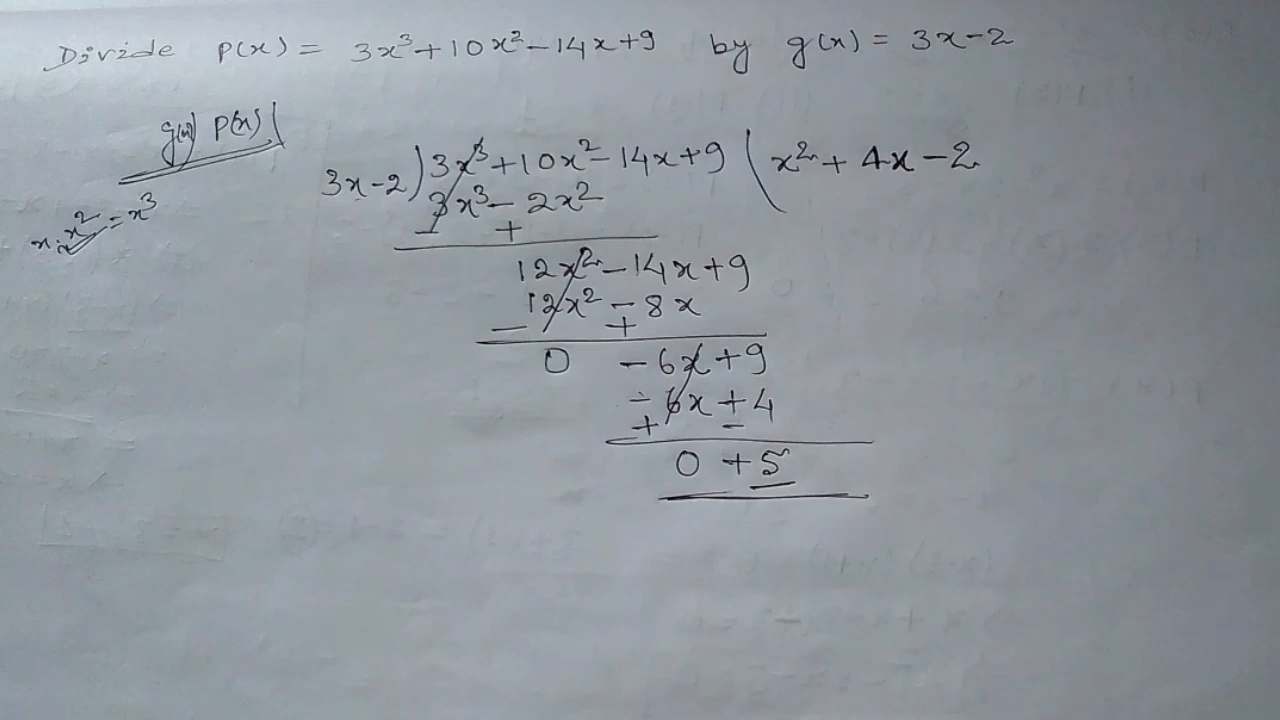 Divide p(x) = 3x³+10x²-14x+9 by g(x) = 3x-2
g(x) p(x)
3x-2)3x³+10x²-14x+9(x²+4x-2
3x³-2x²
- +
x·x²=x³
12x²-14x+9
12x²-8x
- +
0 -6x+9
-6x+4
+ -
0+5